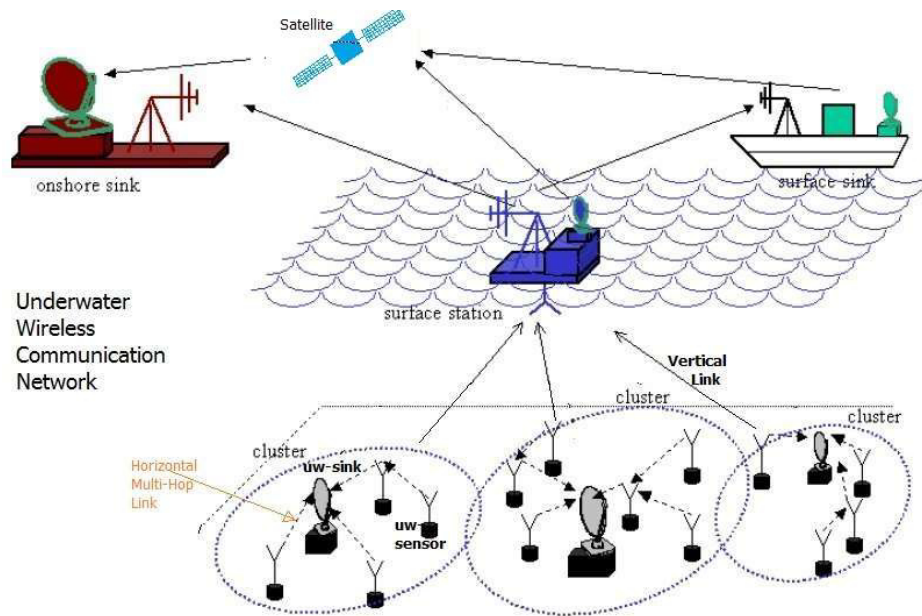 Satellite
onshore sink
surface sink
surface station
Underwater
Wireless
Communication
Network
Vertical
Link
cluster
cluster
cluster
uw-sink
Horizontal
Multi-Hop
Link
uw-
sensor